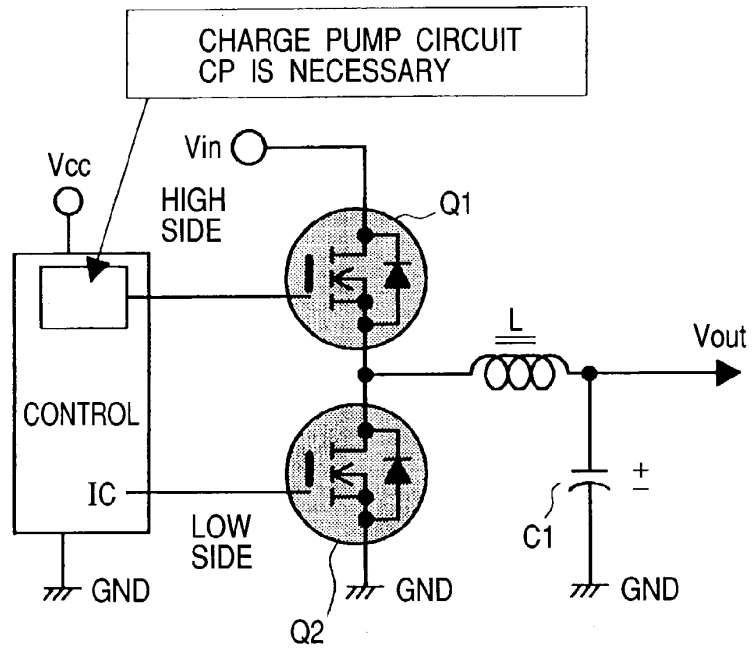 CHARGE PUMP CIRCUIT
CP IS NECESSARY
Vin
Vcc
HIGH
SIDE
Q1
L
Vout
CONTROL
IC
LOW
SIDE
+
−
C1
GND
GND
GND
Q2